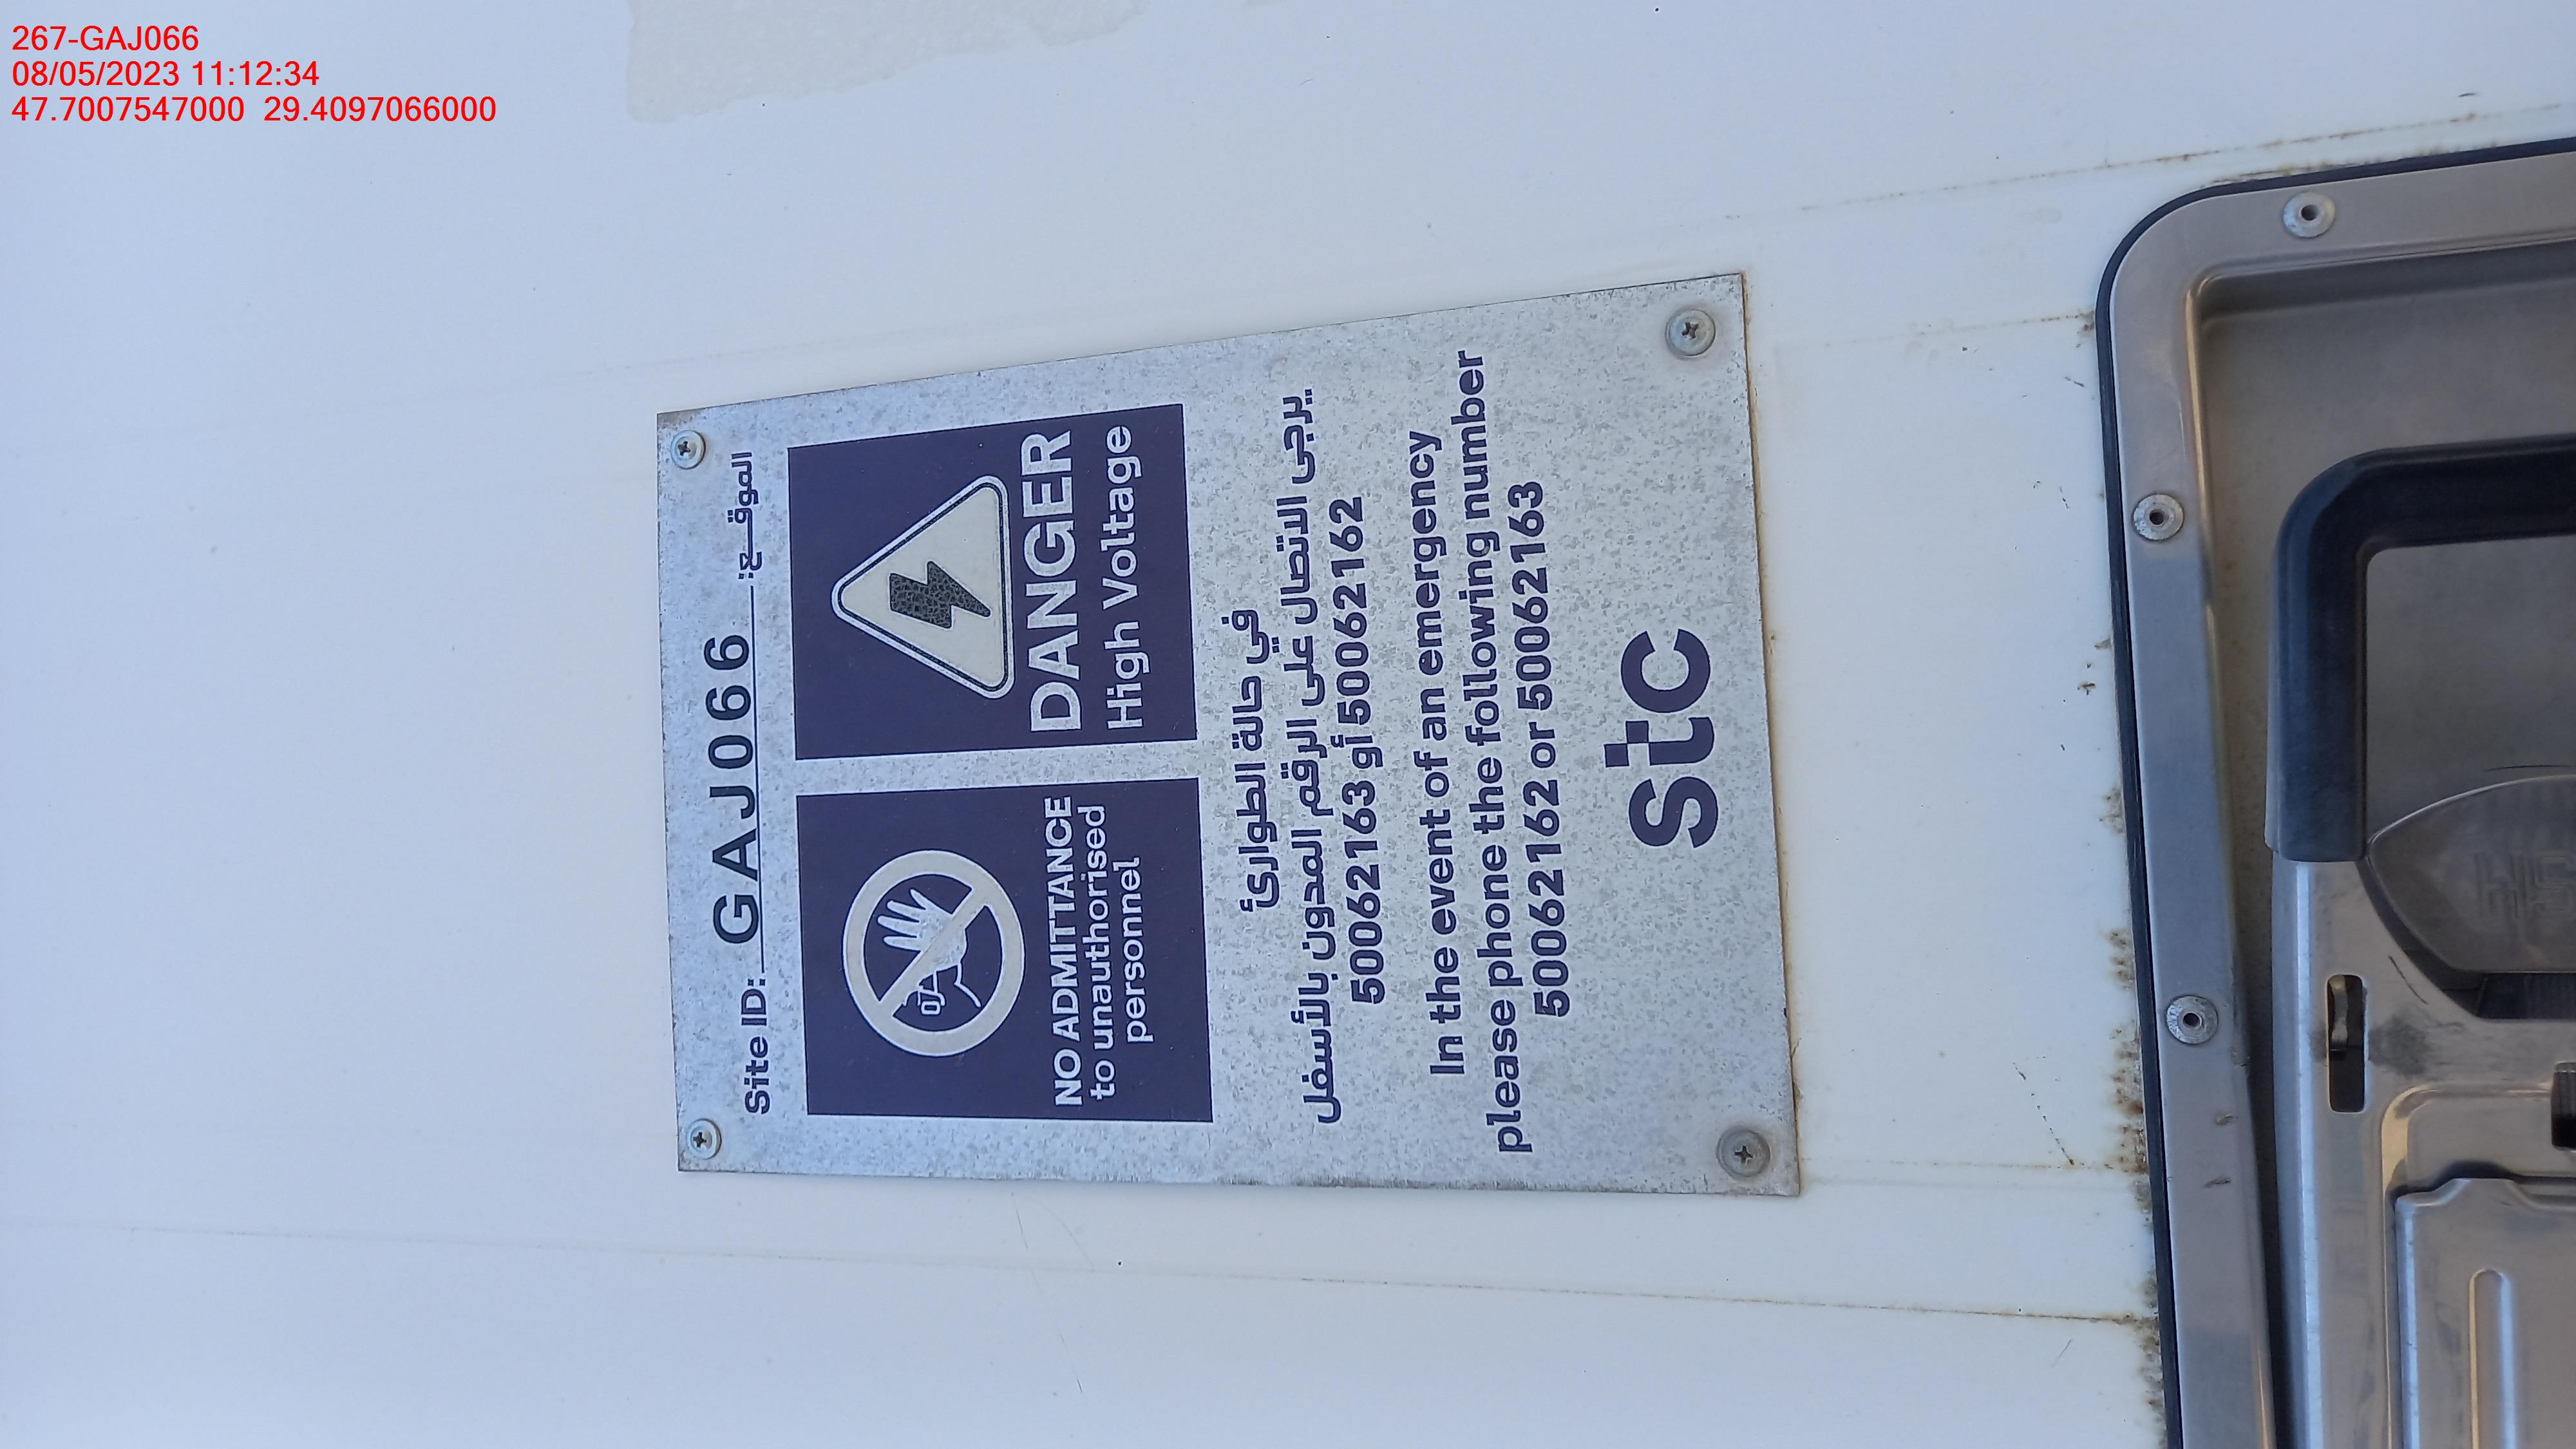 267-GAJ066
08/05/2023 11:12:34
47.7007547000 29.4097066000
Site ID: GAJ066 الموقـــع:
NO ADMITTANCE
to unauthorised
personnel
DANGER
High Voltage
في حالة الطوارئ
يرجى الاتصال على الرقم المدون بالأسفل
50062163 أو 50062162
In the event of an emergency
please phone the following number
50062162 or 50062163
stc